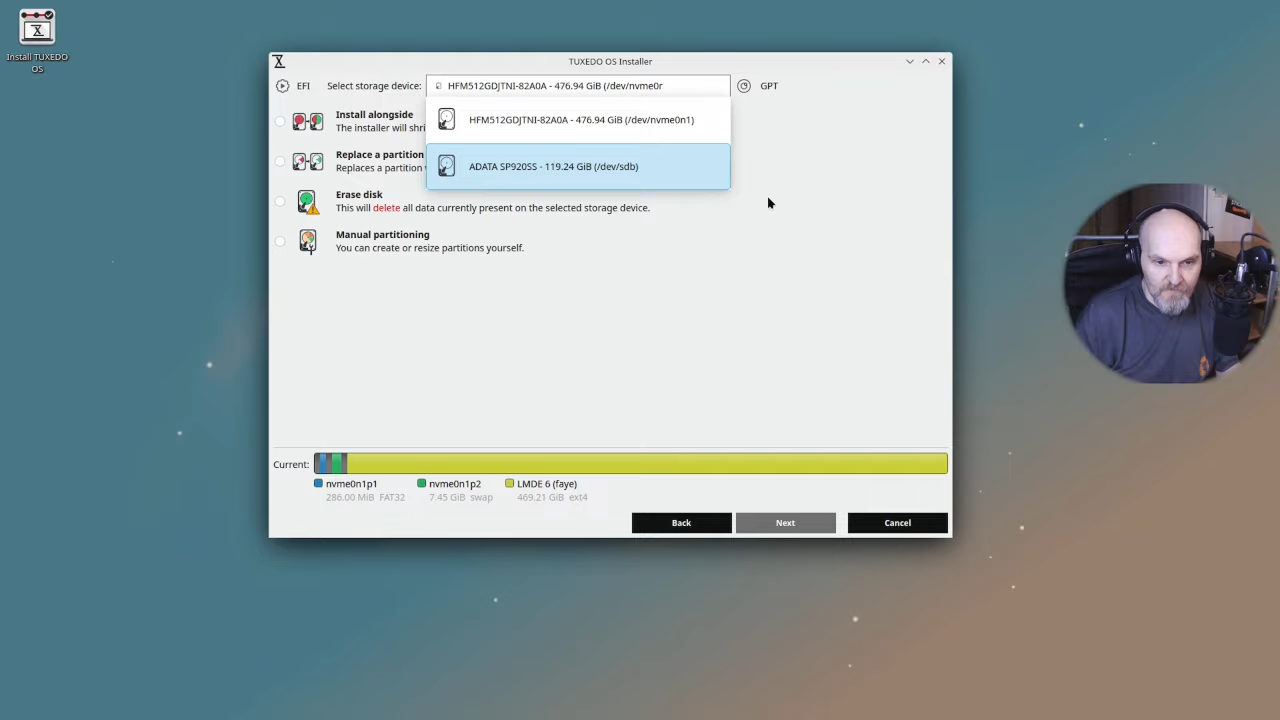 Install TUXEDO
OS
TUXEDO OS Installer
EFI
Select storage device:
HFM512GDJTNI-82A0A - 476.94 GiB (/dev/nvme0r
GPT
HFM512GDJTNI-82A0A - 476.94 GiB (/dev/nvme0n1)
ADATA SP920SS - 119.24 GiB (/dev/sdb)
Install alongside
The installer will shri
Replace a partition
Replaces a partition
Erase disk
This will delete all data currently present on the selected storage device.
Manual partitioning
You can create or resize partitions yourself.
Current:
nvme0n1p1
286.00 MiB FAT32
nvme0n1p2
7.45 GiB swap
LMDE 6 (faye)
469.21 GiB ext4
Back
Next
Cancel